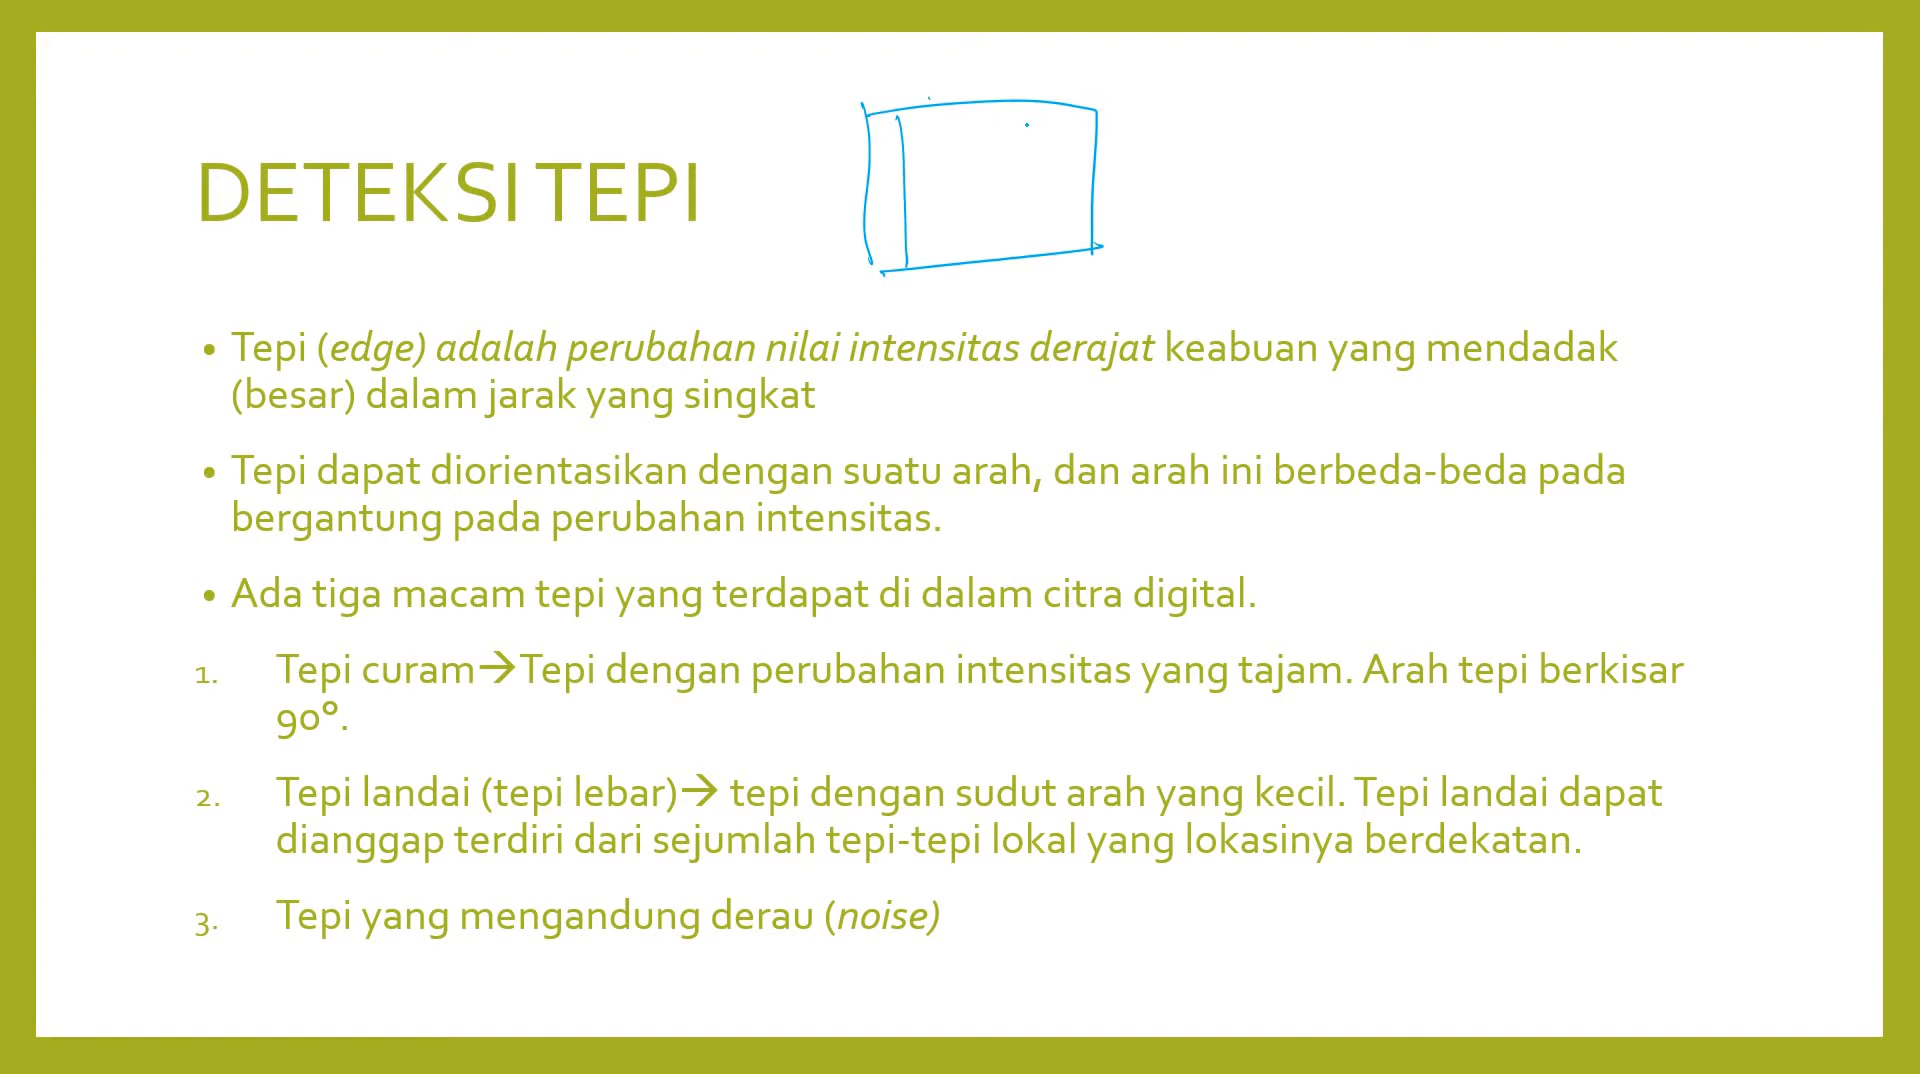 DETEKSI TEPI
• Tepi (edge) adalah perubahan nilai intensitas derajat keabuan yang mendadak
(besar) dalam jarak yang singkat
• Tepi dapat diorientasikan dengan suatu arah, dan arah ini berbeda-beda pada
bergantung pada perubahan intensitas.
• Ada tiga macam tepi yang terdapat di dalam citra digital.
1. Tepi curam→Tepi dengan perubahan intensitas yang tajam. Arah tepi berkisar
90°.
2. Tepi landai (tepi lebar)→ tepi dengan sudut arah yang kecil. Tepi landai dapat
dianggap terdiri dari sejumlah tepi-tepi lokal yang lokasinya berdekatan.
3. Tepi yang mengandung derau (noise)